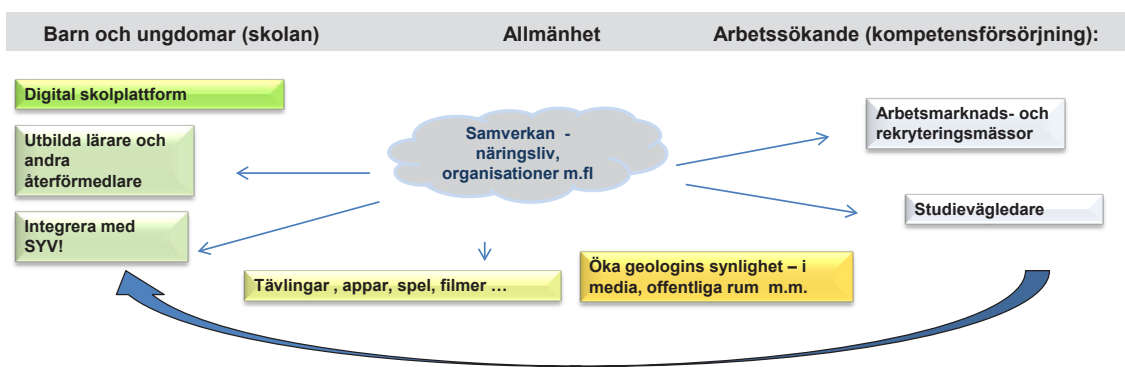 Barn och ungdomar (skolan)
Allmänhet
Arbetssökande (kompetensförsörjning):
Digital skolplattform
Utbilda lärare och
andra
återförmedlare
Integrera med
SYV!
Samverkan -
näringsliv,
organisationer m.fl
Tävlingar , appar, spel, filmer ...
Öka geologins synlighet – i
media, offentliga rum m.m.
Arbetsmarknads- och
rekryteringsmässor
Studievägledare